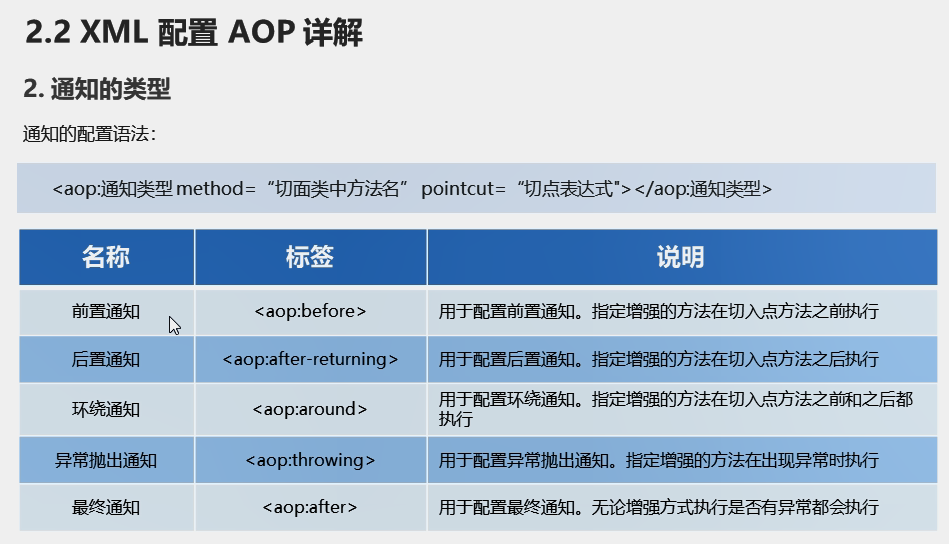 2.2 XML 配置 AOP 详解
2. 通知的类型
通知的配置语法：
<aop:通知类型 method=“切面类中方法名” pointcut=“切点表达式"></aop:通知类型>
名称 标签 说明
前置通知 <aop:before> 用于配置前置通知。指定增强的方法在切入点方法之前执行
后置通知 <aop:after-returning> 用于配置后置通知。指定增强的方法在切入点方法之后执行
环绕通知 <aop:around> 用于配置环绕通知。指定增强的方法在切入点方法之前和之后都
执行
异常抛出通知 <aop:throwing> 用于配置异常抛出通知。指定增强的方法在出现异常时执行
最终通知 <aop:after> 用于配置最终通知。无论增强方式执行是否有异常都会执行